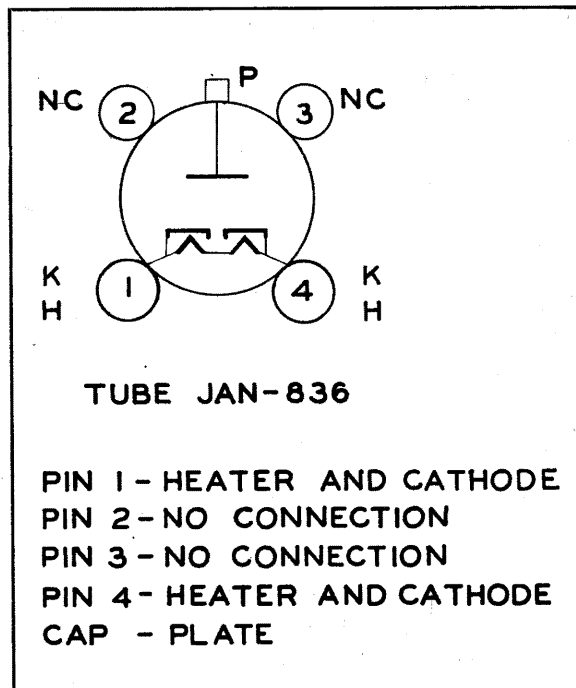 P
NC 2 3 NC
K 1 4 K
H H
TUBE JAN-836
PIN 1 - HEATER AND CATHODE
PIN 2 - NO CONNECTION
PIN 3 - NO CONNECTION
PIN 4 - HEATER AND CATHODE
CAP - PLATE